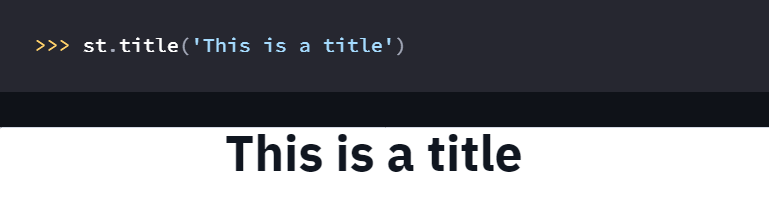 >>> st.title('This is a title')
This is a title